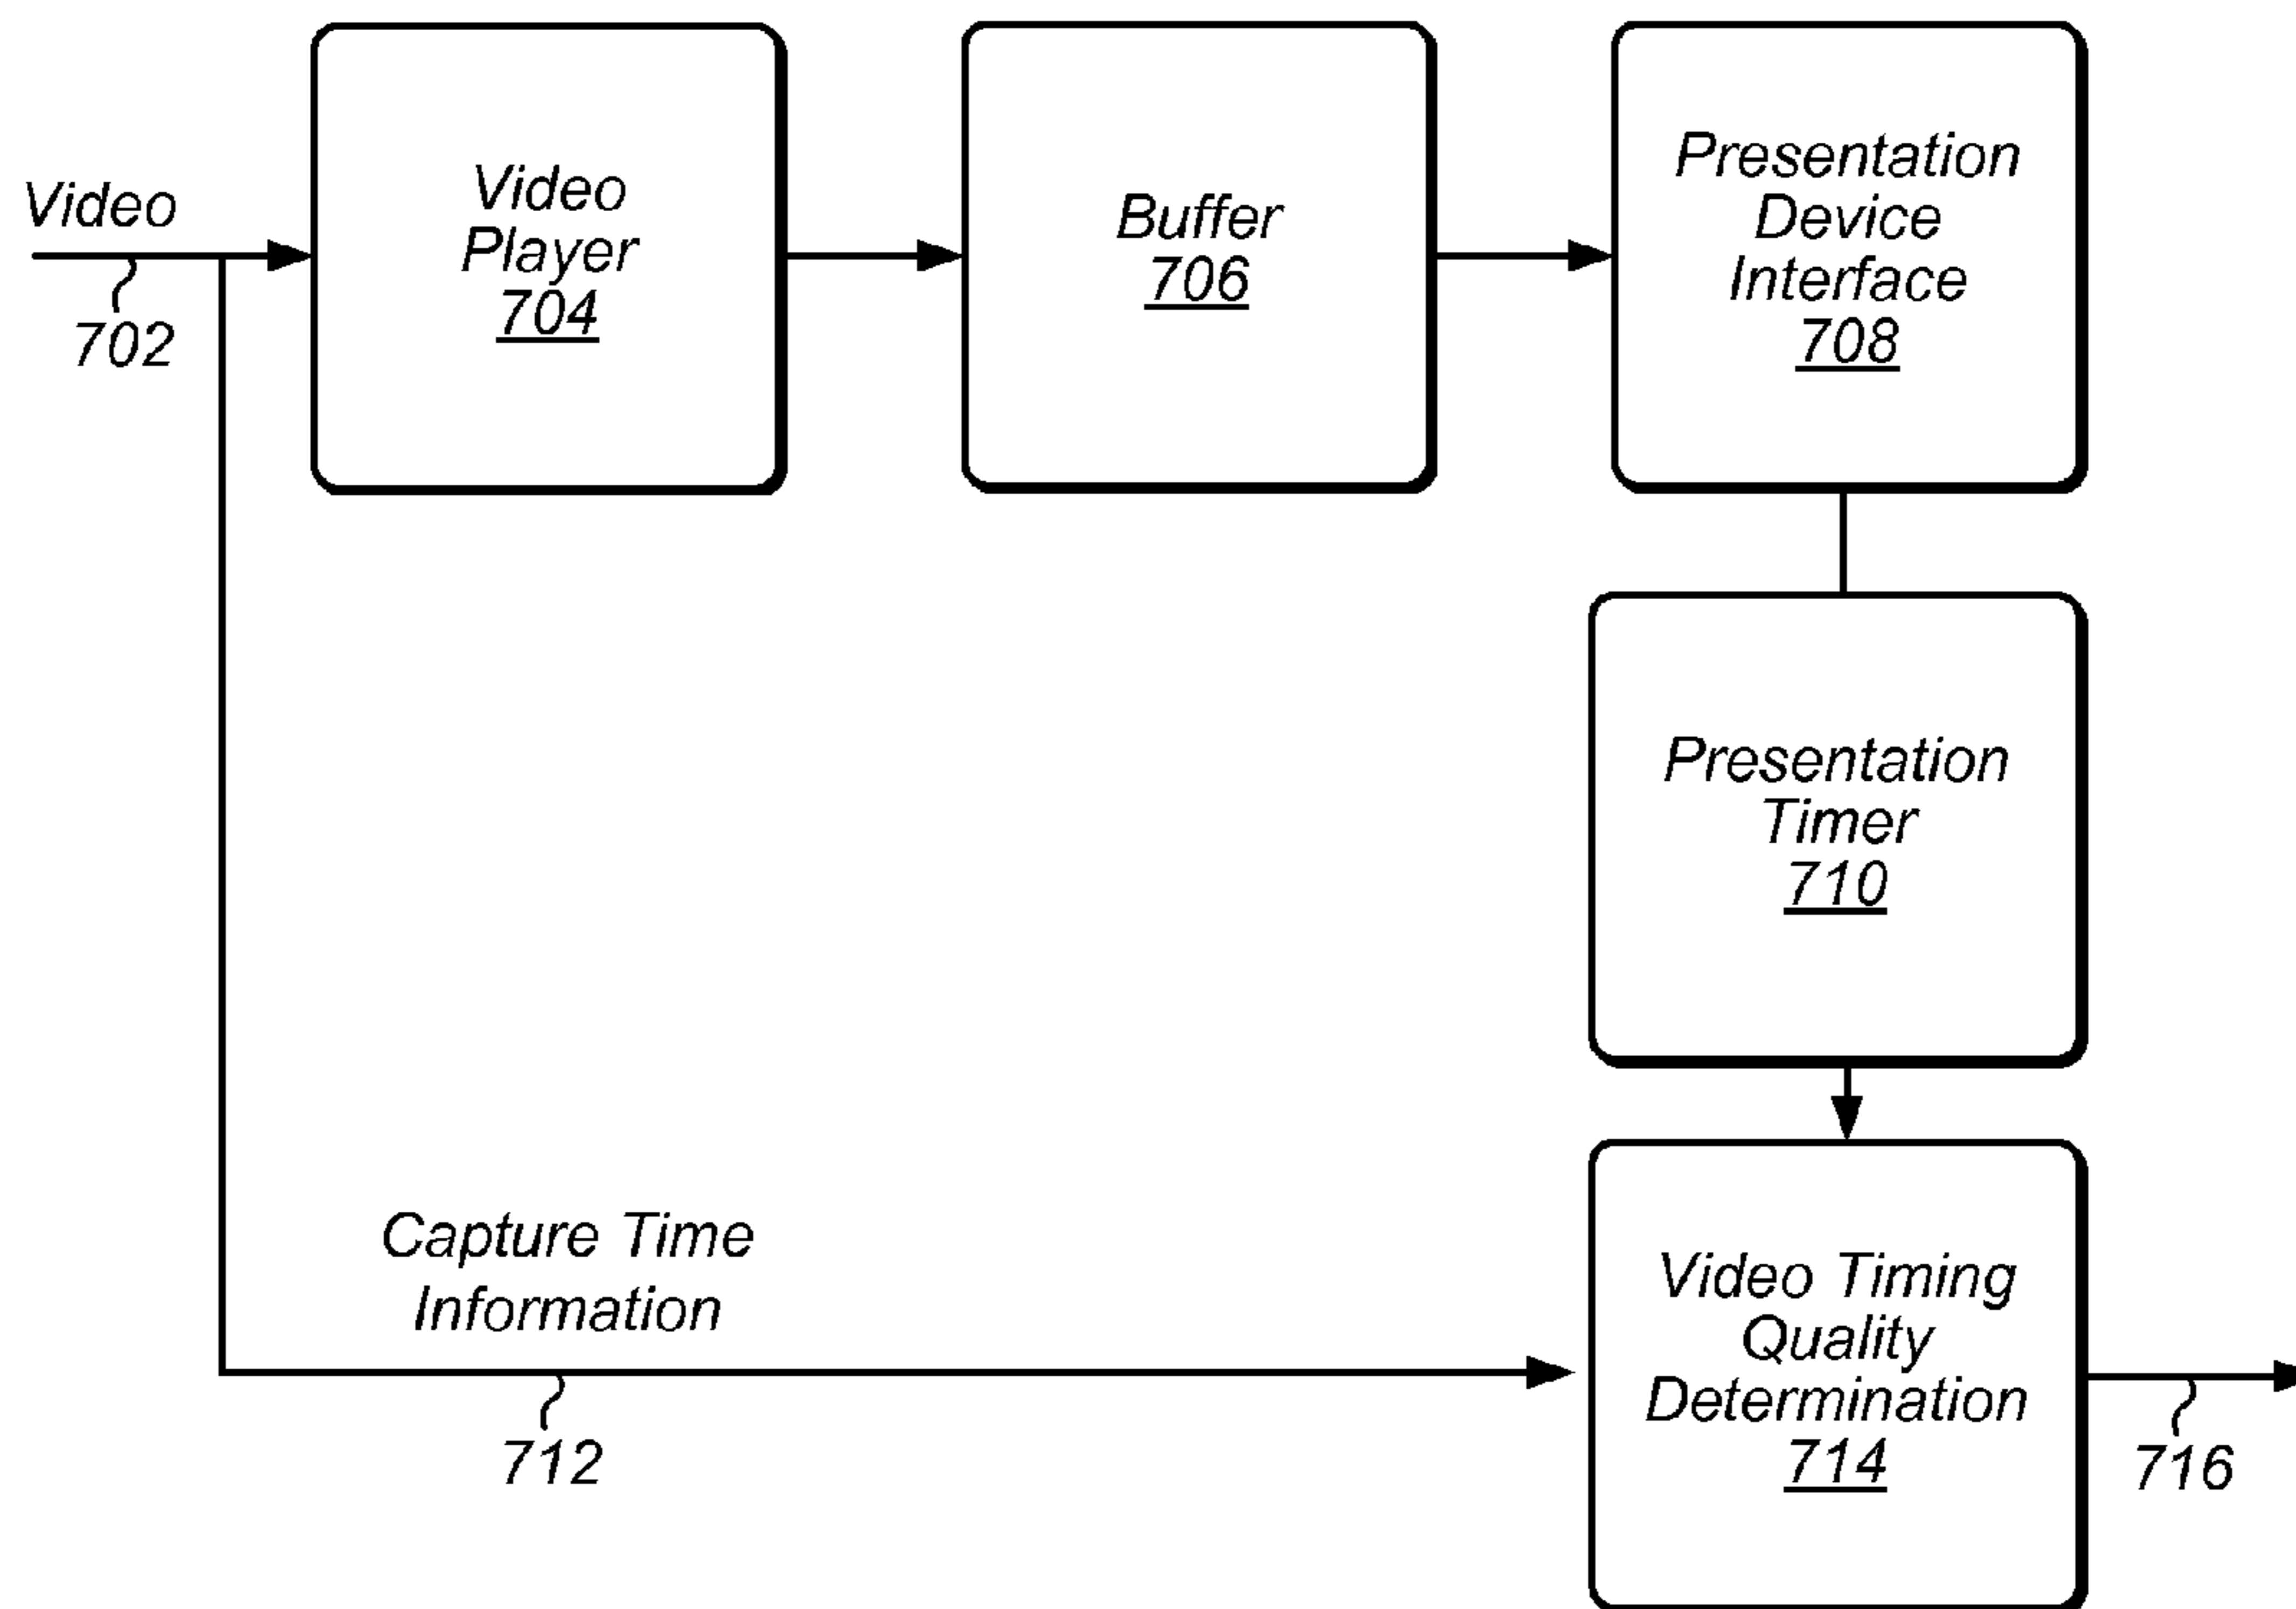 Video
702
Video
Player
704
Buffer
706
Presentation
Device
Interface
708
Presentation
Timer
710
Capture Time
Information
712
Video Timing
Quality
Determination
714
716